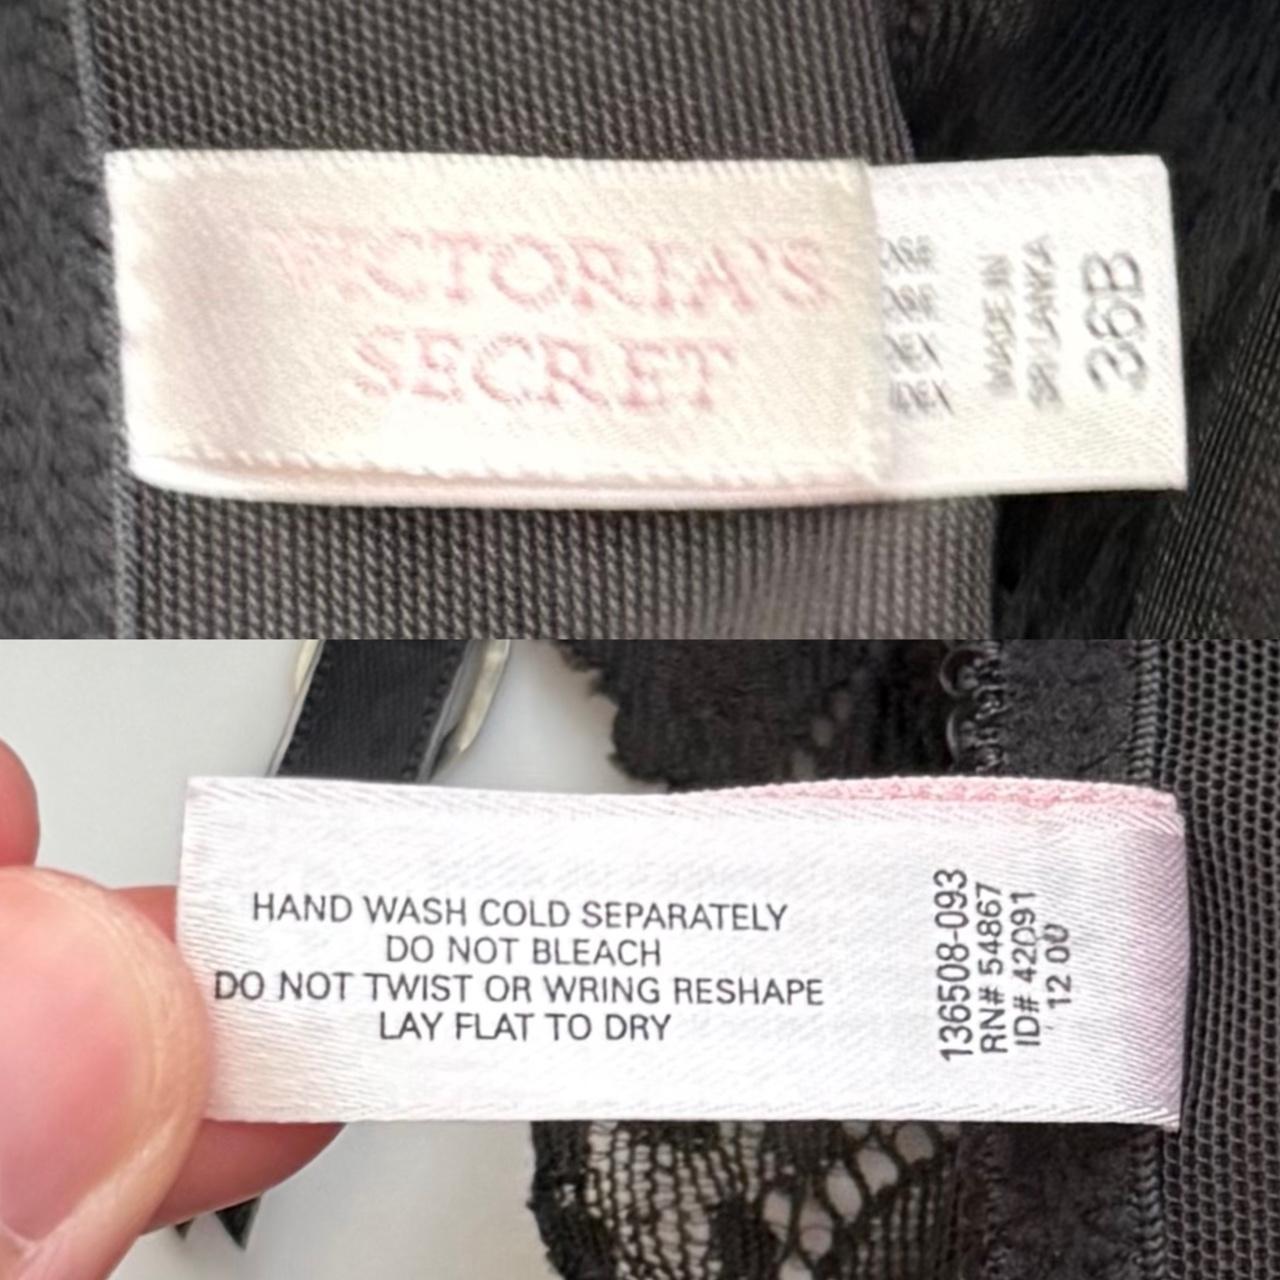 VICTORIA'S
SECRET
MADE IN
SRI LANKA
36B
HAND WASH COLD SEPARATELY
DO NOT BLEACH
DO NOT TWIST OR WRING RESHAPE
LAY FLAT TO DRY
136508-093
RN# 54867
ID# 42091
12 00